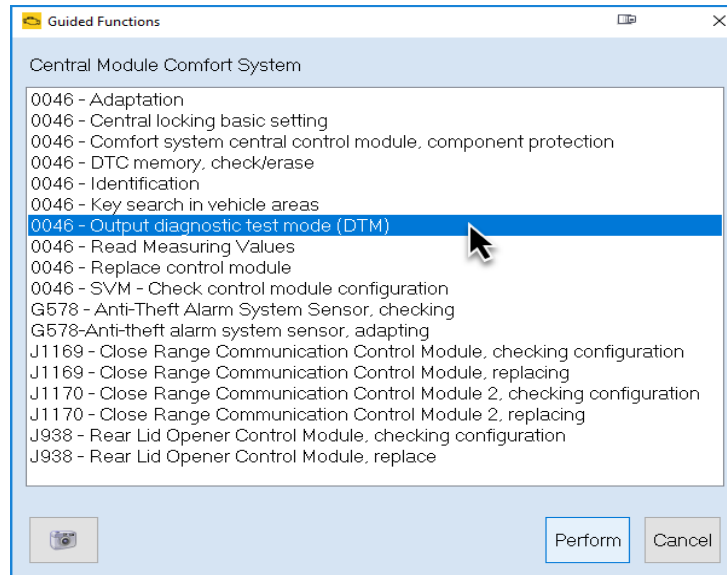 Guided Functions
Central Module Comfort System
0046 - Adaptation
0046 - Central locking basic setting
0046 - Comfort system central control module, component protection
0046 - DTC memory, check/erase
0046 - Identification
0046 - Key search in vehicle areas
0046 - Output diagnostic test mode (DTM)
0046 - Read Measuring Values
0046 - Replace control module
0046 - SVM - Check control module configuration
G578 - Anti-Theft Alarm System Sensor, checking
G578-Anti-theft alarm system sensor, adapting
J1169 - Close Range Communication Control Module, checking configuration
J1169 - Close Range Communication Control Module, replacing
J1170 - Close Range Communication Control Module 2, checking configuration
J1170 - Close Range Communication Control Module 2, replacing
J938 - Rear Lid Opener Control Module, checking configuration
J938 - Rear Lid Opener Control Module, replace
Perform Cancel